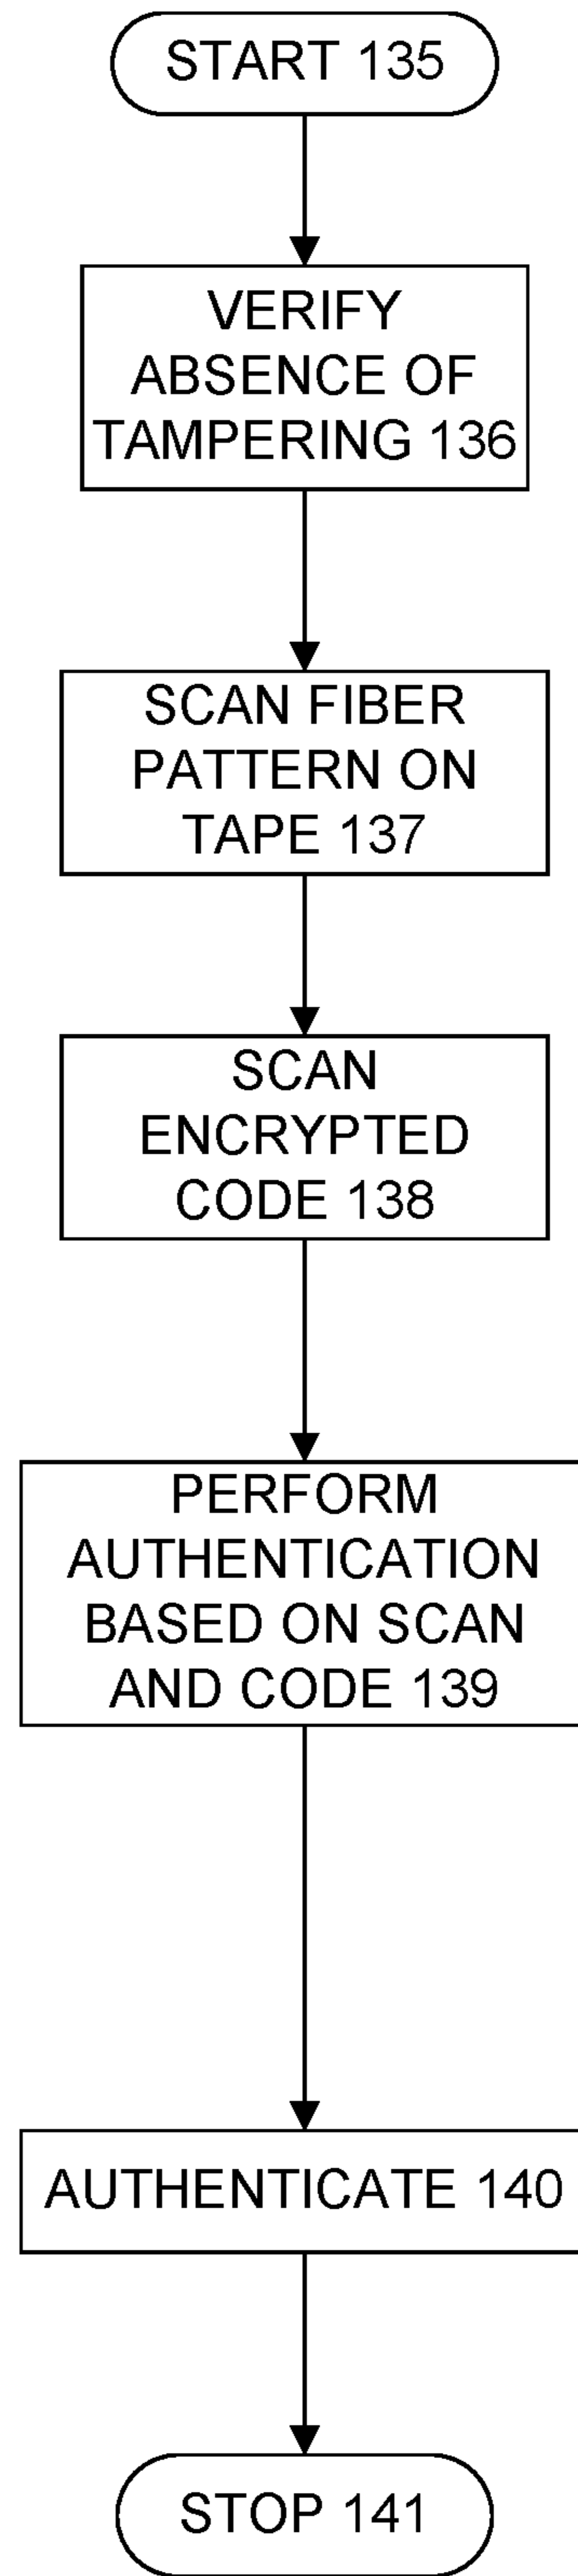 START 135
VERIFY
ABSENCE OF
TAMPERING 136
SCAN FIBER
PATTERN ON
TAPE 137
SCAN
ENCRYPTED
CODE 138
PERFORM
AUTHENTICATION
BASED ON SCAN
AND CODE 139
AUTHENTICATE 140
STOP 141